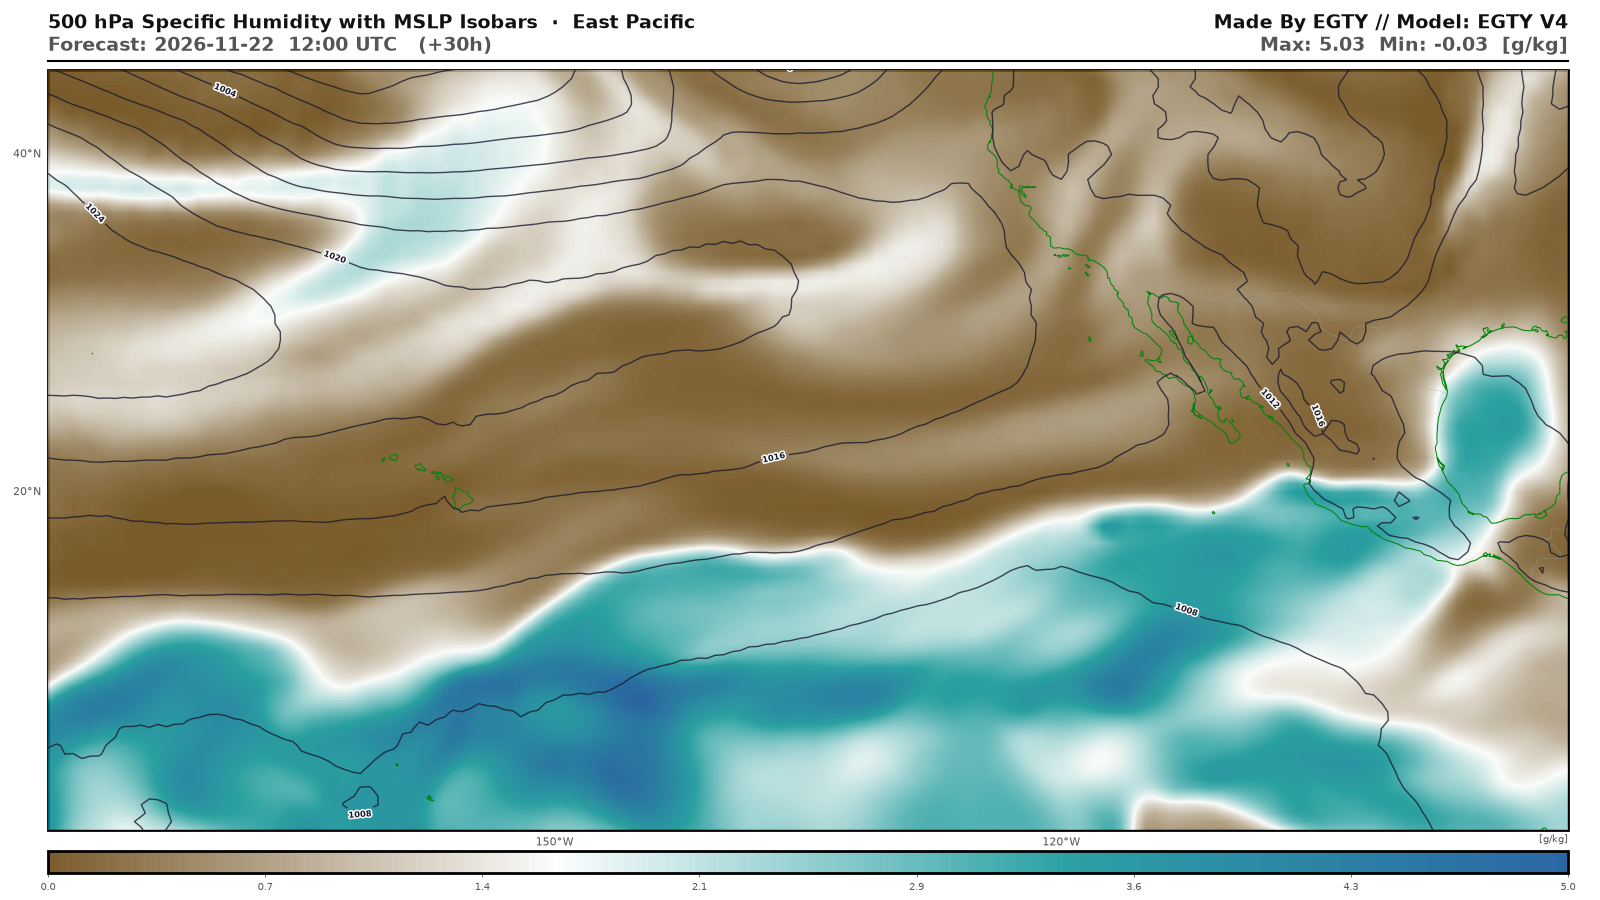 500 hPa Specific Humidity with MSLP Isobars · East Pacific
Made By EGTY // Model: EGTY V4
Forecast: 2026-11-22 12:00 UTC (+30h)
Max: 5.03 Min: -0.03 [g/kg]
1004
40°N
1024
1020
1012
1016
1016
20°N
1008
1008
150°W
120°W
[g/kg]
0.0
0.7
1.4
2.1
2.9
3.6
4.3
5.0